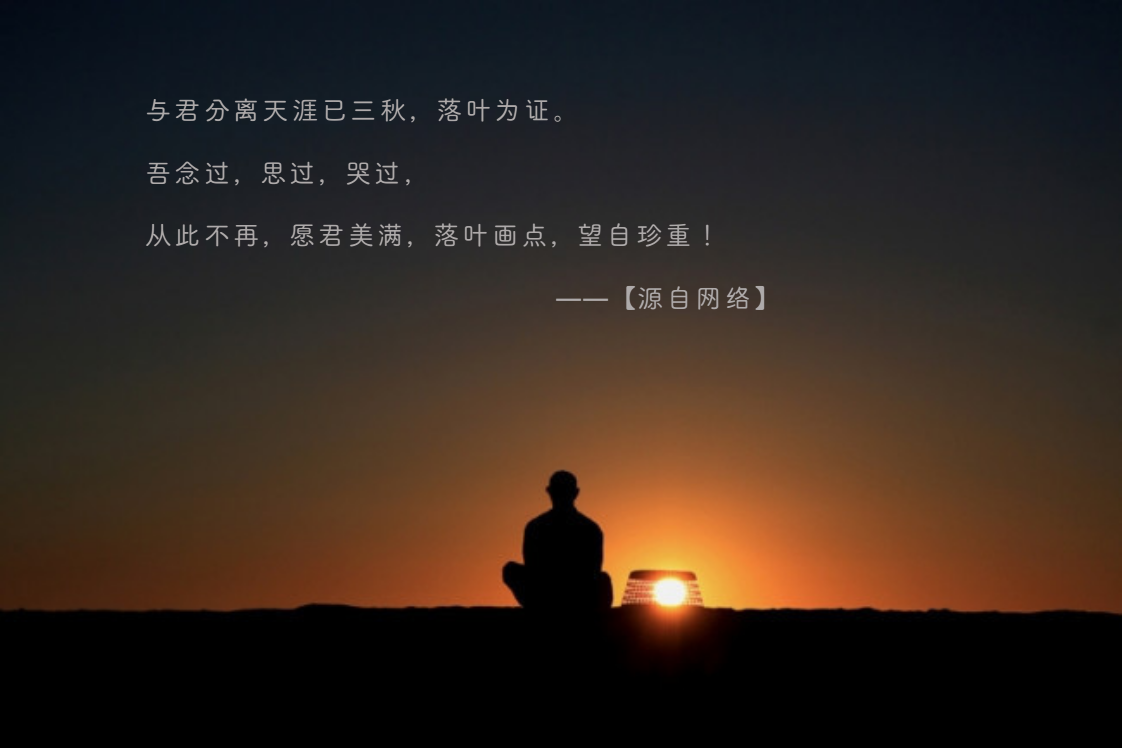 与君分离天涯已三秋，落叶为证。
吾念过，思过，哭过，
从此不再，愿君美满，落叶画点，望自珍重！
——【源自网络】